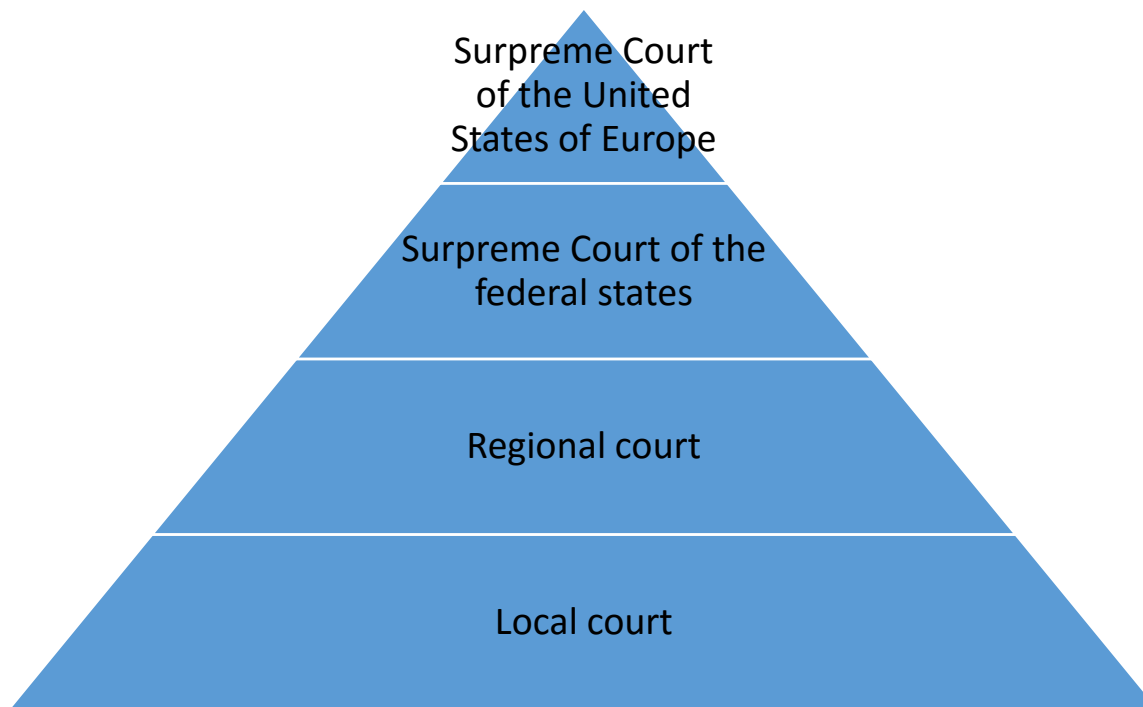 Surpreme Court
of the United
States of Europe
Surpreme Court of the
federal states
Regional court
Local court